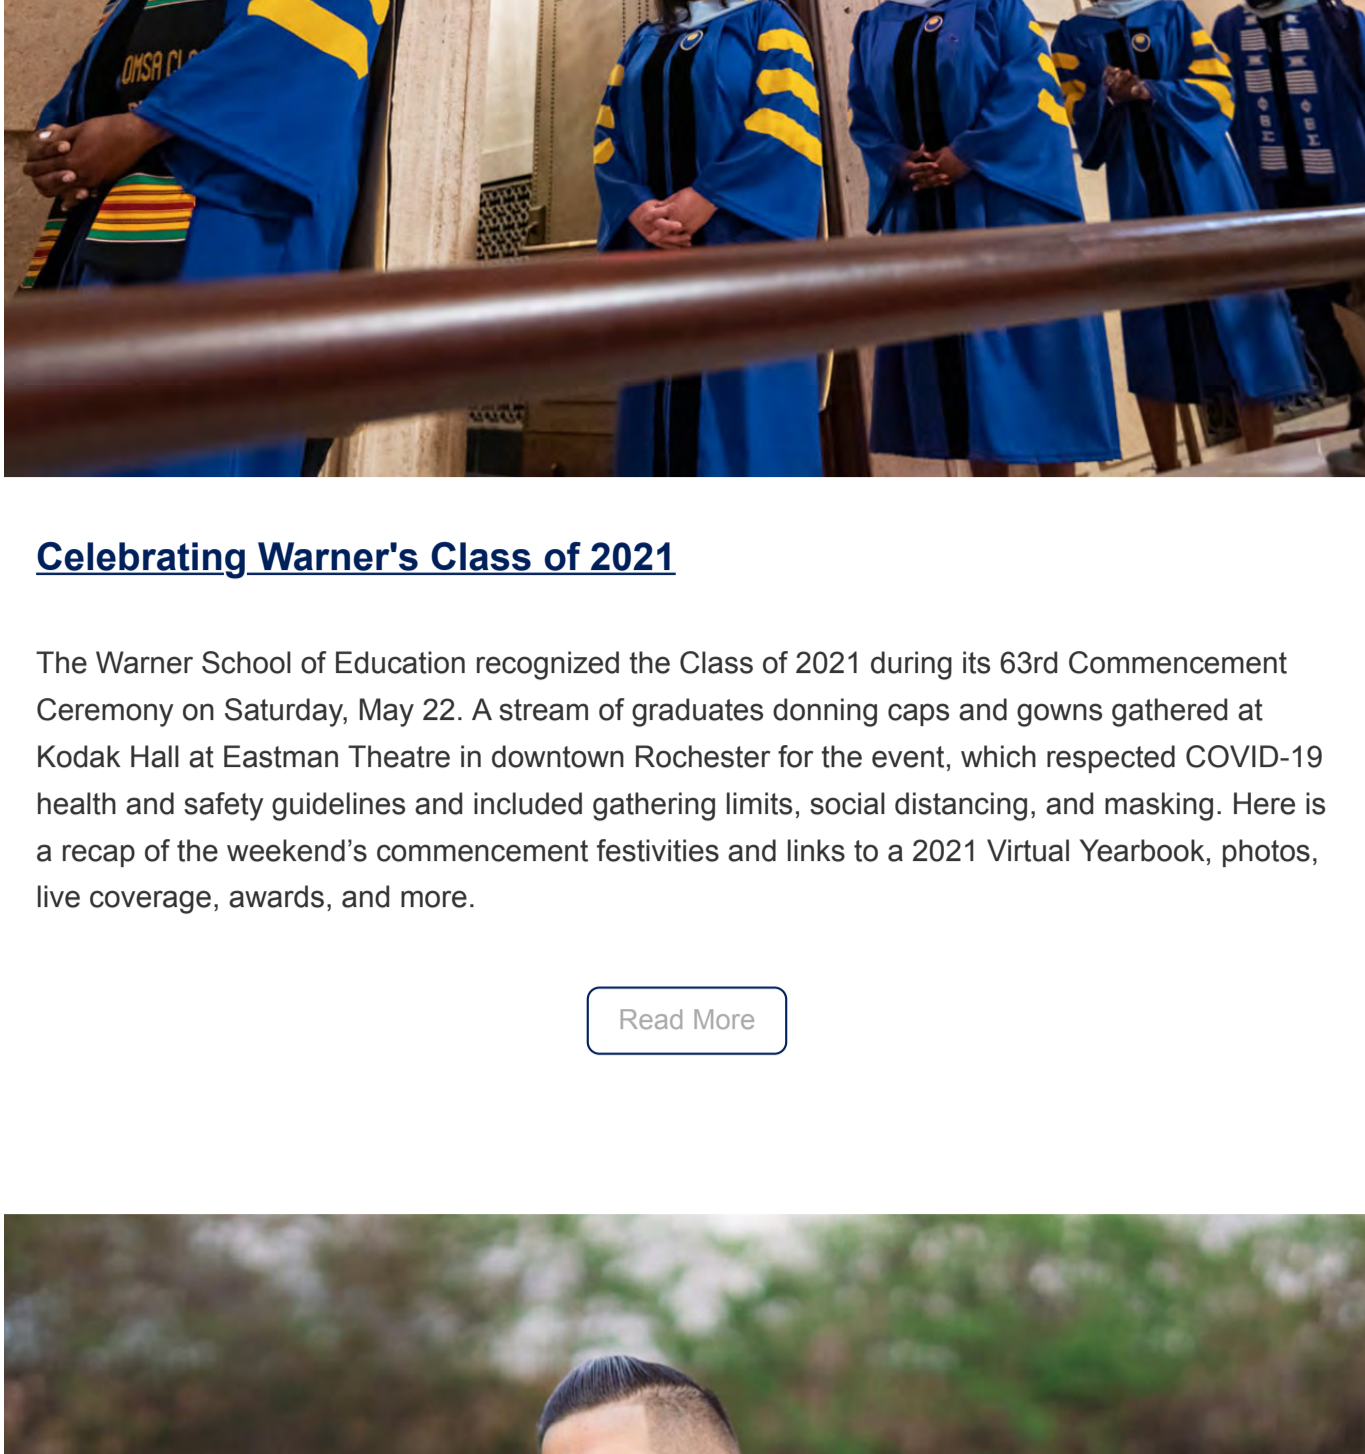 OMSA CL
Φ Φ
B B
Σ Σ
Celebrating Warner's Class of 2021
The Warner School of Education recognized the Class of 2021 during its 63rd Commencement
Ceremony on Saturday, May 22. A stream of graduates donning caps and gowns gathered at
Kodak Hall at Eastman Theatre in downtown Rochester for the event, which respected COVID-19
health and safety guidelines and included gathering limits, social distancing, and masking. Here is
a recap of the weekend’s commencement festivities and links to a 2021 Virtual Yearbook, photos,
live coverage, awards, and more.
Read More